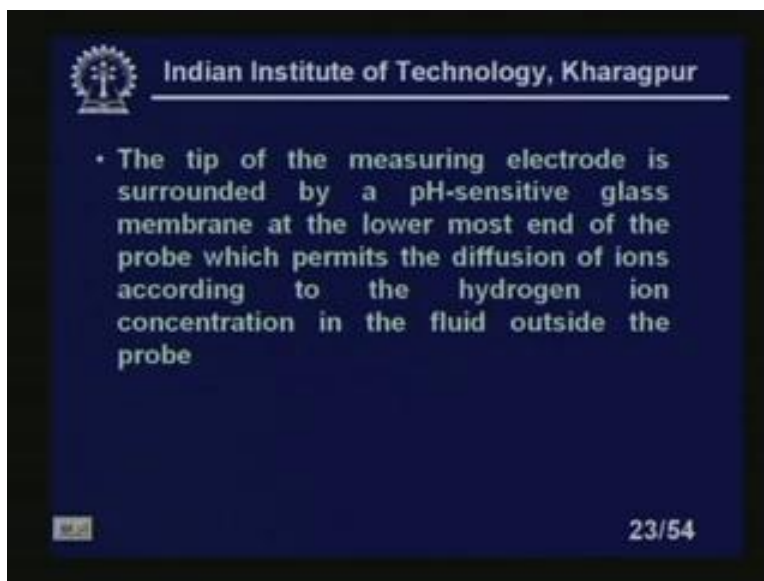 Indian Institute of Technology, Kharagpur
• The tip of the measuring electrode is
surrounded by a pH-sensitive glass
membrane at the lower most end of the
probe which permits the diffusion of ions
according to the hydrogen ion
concentration in the fluid outside the
probe
23/54